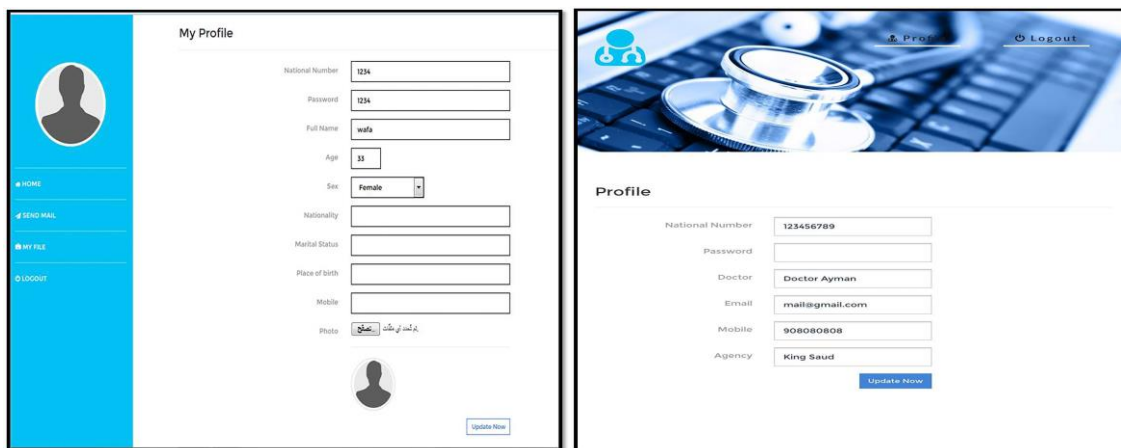 My Profile
National Number 1234
Password 1234
Full Name wafa
Age 33
Sex Female
Nationality
Marital Status
Place of birth
Mobile
Photo تصفّح...
Update Now
HOME
SEND MAIL
MY FILE
LOGOUT
Profile
Logout
Profile
National Number 123456789
Password
Doctor Doctor Ayman
Email mail@gmail.com
Mobile 908080808
Agency King Saud
Update Now